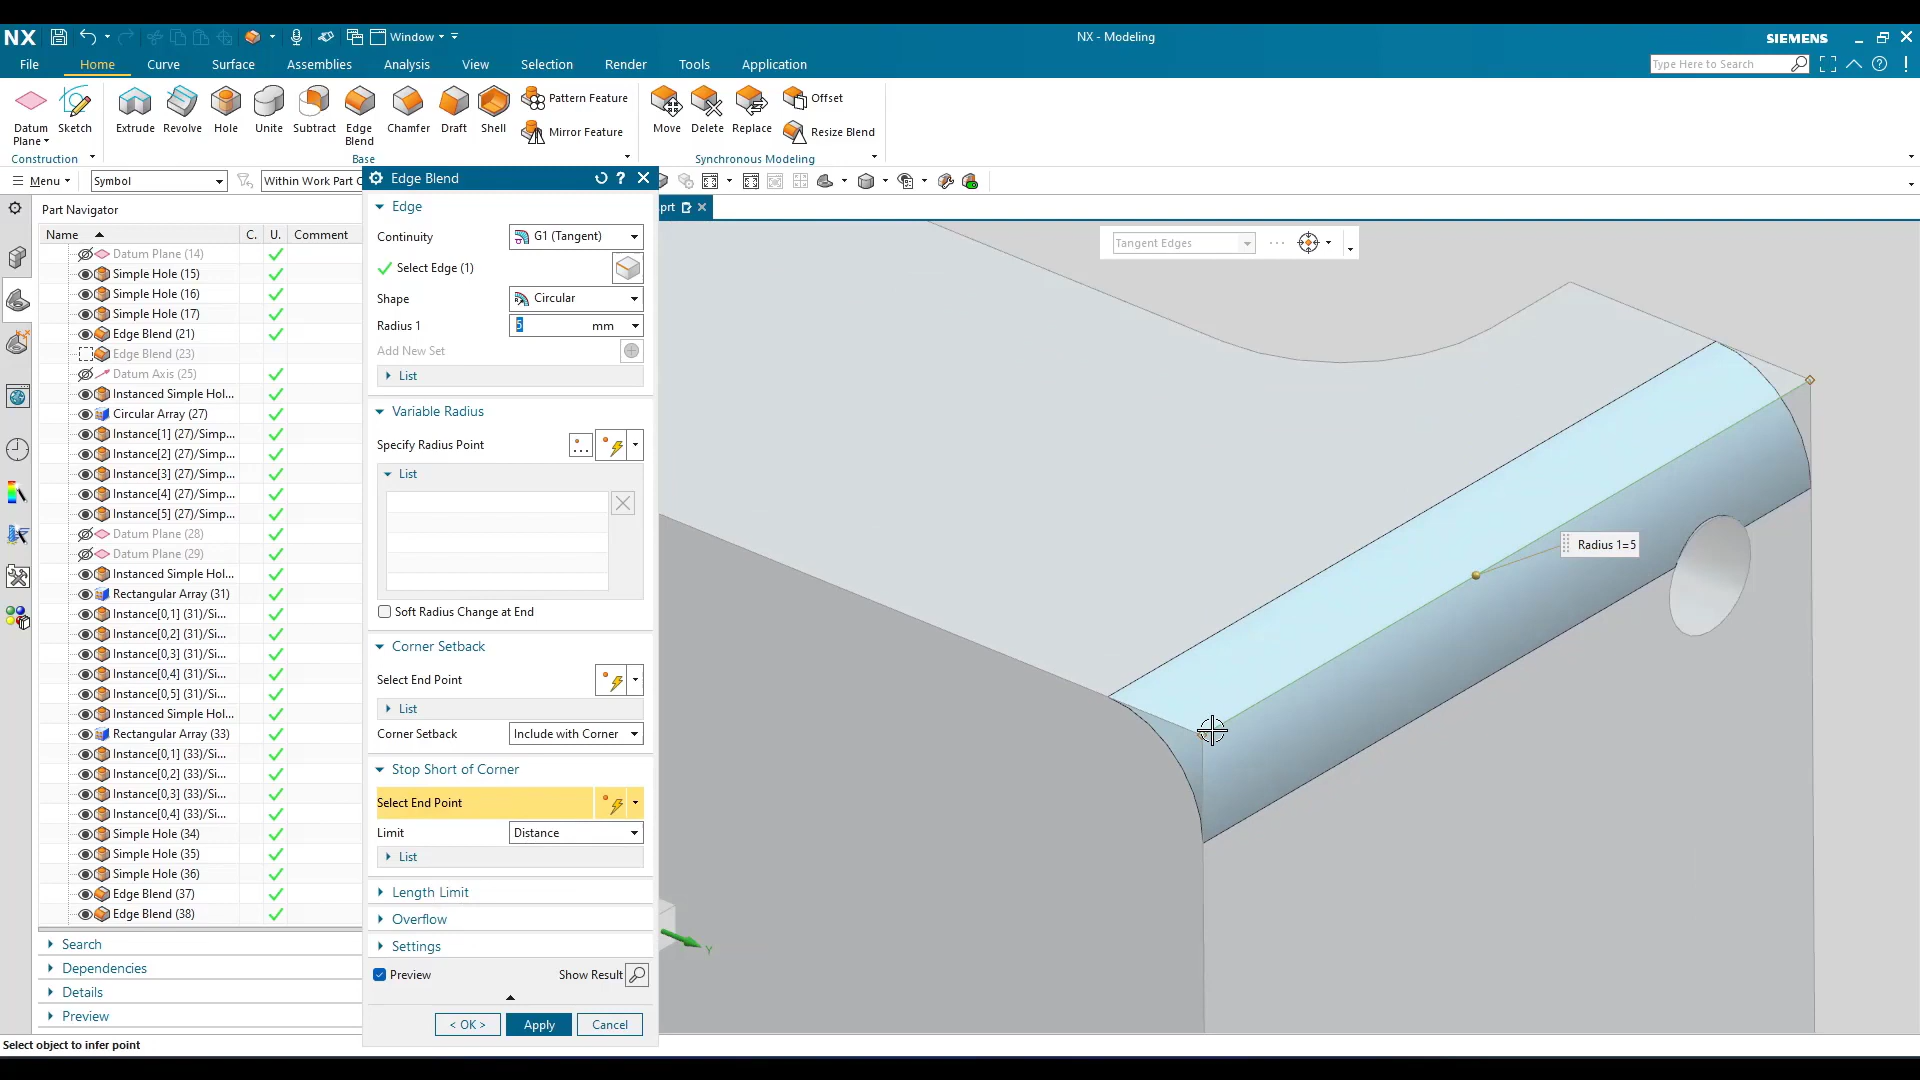 NX
Window
NX - Modeling
SIEMENS
File
Home
Curve
Surface
Assemblies
Analysis
View
Selection
Render
Tools
Application
Type Here to Search
Datum Plane
Sketch
Extrude
Revolve
Hole
Unite
Subtract
Edge Blend
Chamfer
Draft
Shell
Pattern Feature
Mirror Feature
Move
Delete
Replace
Offset
Resize Blend
Construction
Base
Synchronous Modeling
Menu
Symbol
Within Work Part
Part Navigator
Name
C.
U.
Comment
Datum Plane (14)
Simple Hole (15)
Simple Hole (16)
Simple Hole (17)
Edge Blend (21)
Edge Blend (23)
Datum Axis (25)
Instanced Simple Hol...
Circular Array (27)
Instance[1] (27)/Simp...
Instance[2] (27)/Simp...
Instance[3] (27)/Simp...
Instance[4] (27)/Simp...
Instance[5] (27)/Simp...
Datum Plane (28)
Datum Plane (29)
Instanced Simple Hol...
Rectangular Array (31)
Instance[0,1] (31)/Si...
Instance[0,2] (31)/Si...
Instance[0,3] (31)/Si...
Instance[0,4] (31)/Si...
Instance[0,5] (31)/Si...
Instanced Simple Hol...
Rectangular Array (33)
Instance[0,1] (33)/Si...
Instance[0,2] (33)/Si...
Instance[0,3] (33)/Si...
Instance[0,4] (33)/Si...
Simple Hole (34)
Simple Hole (35)
Simple Hole (36)
Edge Blend (37)
Edge Blend (38)
Search
Dependencies
Details
Preview
Select object to infer point
Edge Blend
Edge
Continuity
G1 (Tangent)
Select Edge (1)
Shape
Circular
Radius 1
5
mm
Add New Set
List
Variable Radius
Specify Radius Point
List
Soft Radius Change at End
Corner Setback
Select End Point
List
Corner Setback
Include with Corner
Stop Short of Corner
Select End Point
Limit
Distance
List
Length Limit
Overflow
Settings
Preview
Show Result
< OK >
Apply
Cancel
prt
Tangent Edges
Radius 1=5
Y